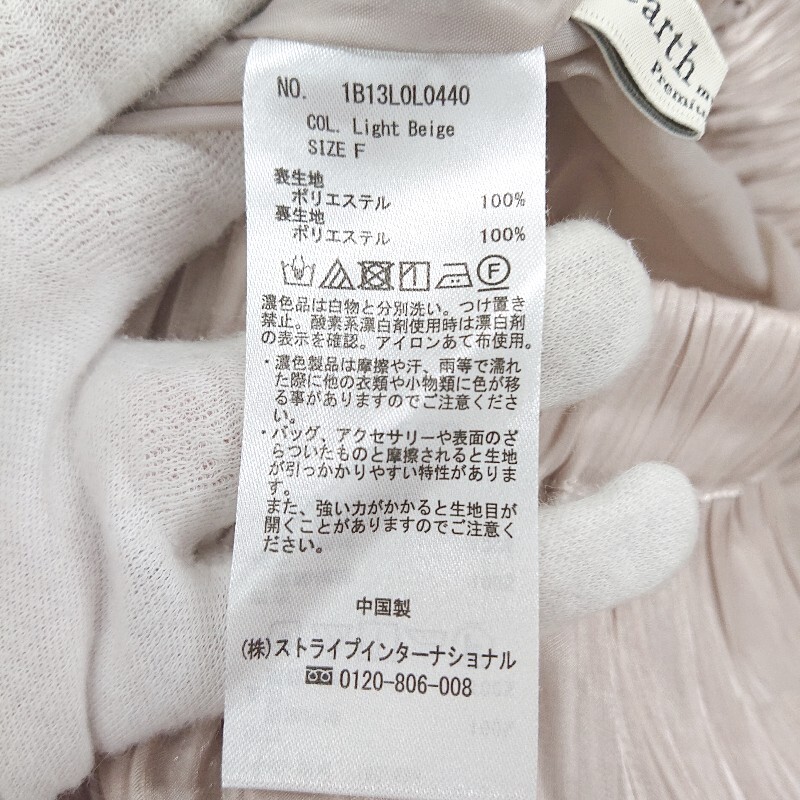 earth m
Premiu
NO. 1B13L0L0440
COL. Light Beige
SIZE F
表生地
ポリエステル 100%
裏生地
ポリエステル 100%
F
濃色品は白物と分別洗い。つけ置き
禁止。酸素系漂白剤使用時は漂白剤
の表示を確認。アイロンあて布使用。
・濃色製品は摩擦や汗、雨等で濡れ
た際に他の衣類や小物類に色が移
る事がありますのでご注意くださ
い。
・バッグ、アクセサリーや表面のざ
らついたものと摩擦されると生地
が引っかかりやすい特性がありま
す。
また、強い力がかかると生地目が
開くことがありますのでご注意く
ださい。
中国製
(株)ストライプインターナショナル
0120-806-008